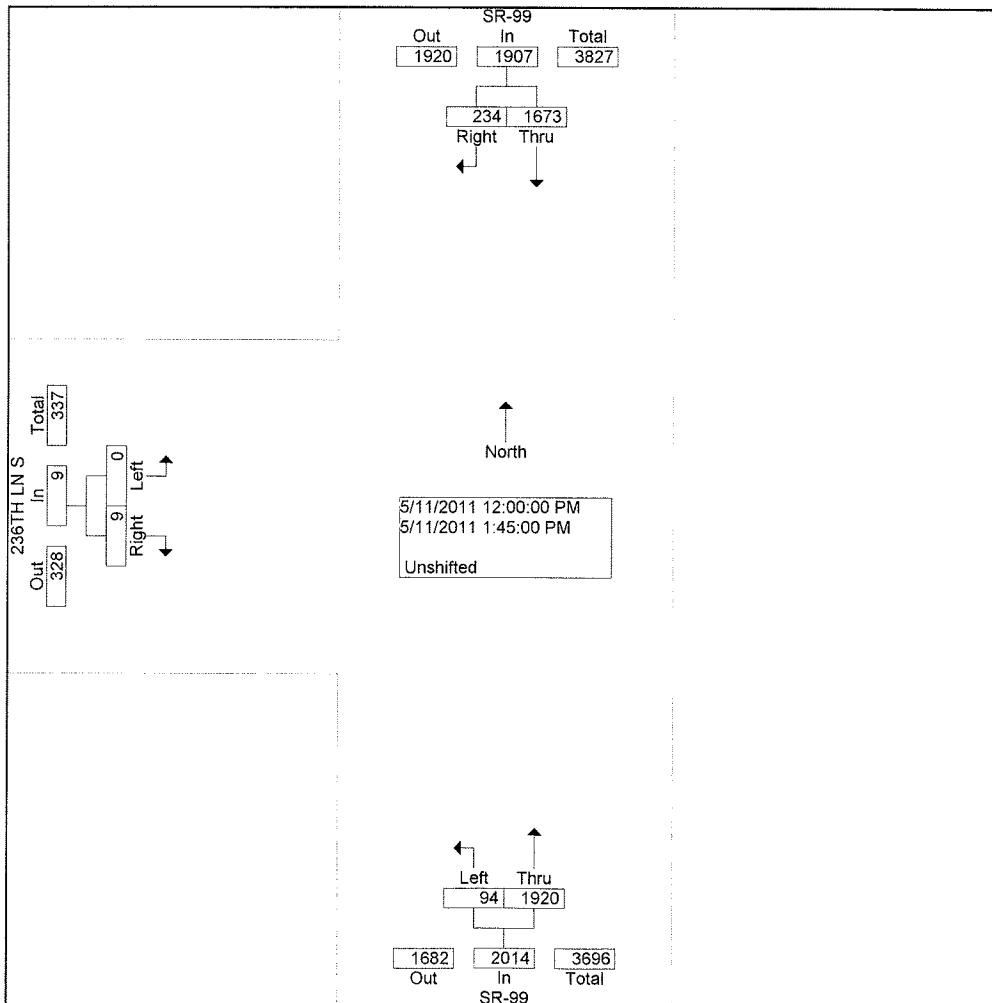 SR-99
Out In Total
1920 1907 3827
234 1673
Right Thru
236TH LN S
Out In Total
328 9 337
Right Left
9 0
North
5/11/2011 12:00:00 PM
5/11/2011 1:45:00 PM
Unshifted
Left Thru
94 1920
1682 2014 3696
Out In Total
SR-99